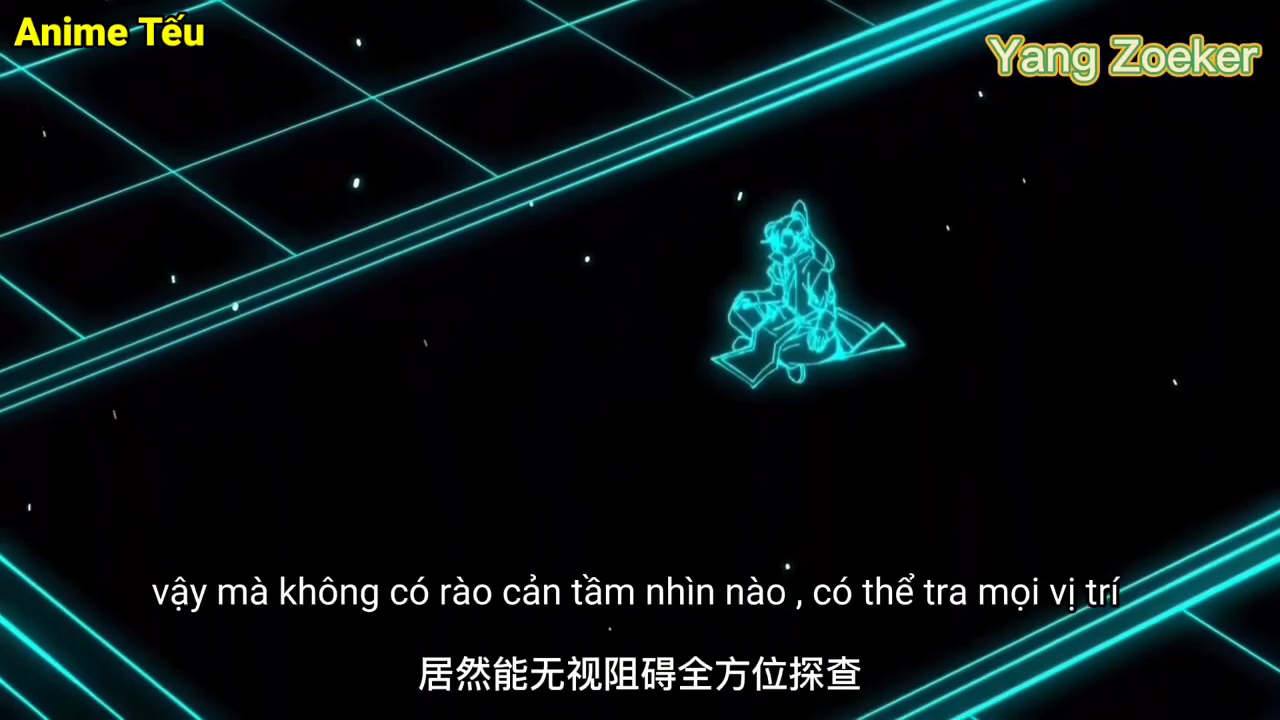 Anime Tếu
Yang Zoeker
vậy mà không có rào cản tầm nhìn nào , có thể tra mọi vị trí
居然能无视阻碍全方位探查